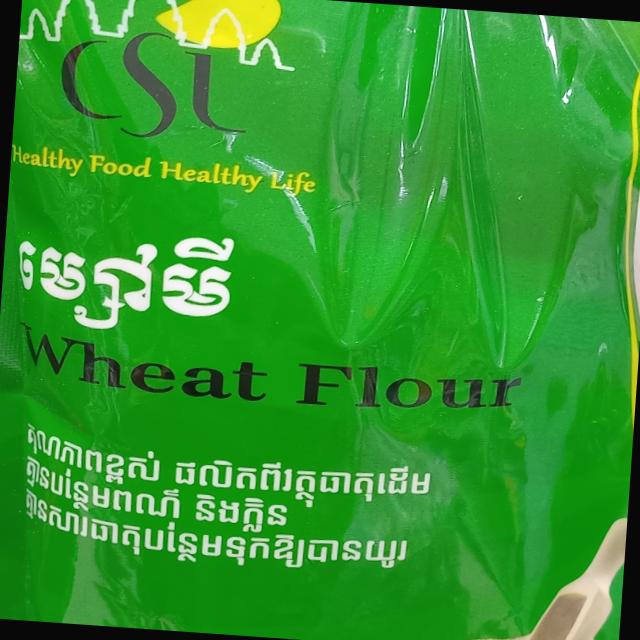 CSL
Healthy Food Healthy Life
ម្សៅមី
Wheat Flour
គុណភាពខ្ពស់ ផលិតពីវត្ថុធាតុដើម
គ្មានបន្ថែមពណ៌ និងក្លិន
គ្មានសារធាតុបន្ថែមទុកឱ្យបានយូរ